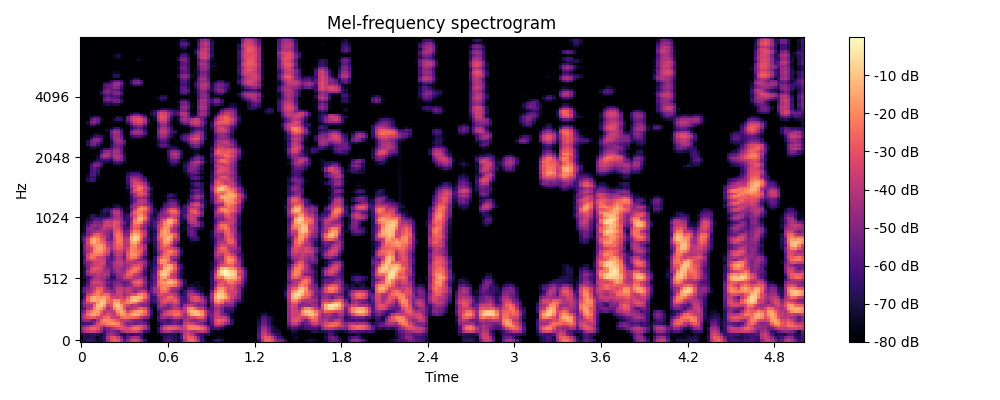 Mel-frequency spectrogram
4096
2048
1024
512
0
Hz
0 0.6 1.2 1.8 2.4 3 3.6 4.2 4.8
Time
-10 dB
-20 dB
-30 dB
-40 dB
-50 dB
-60 dB
-70 dB
-80 dB